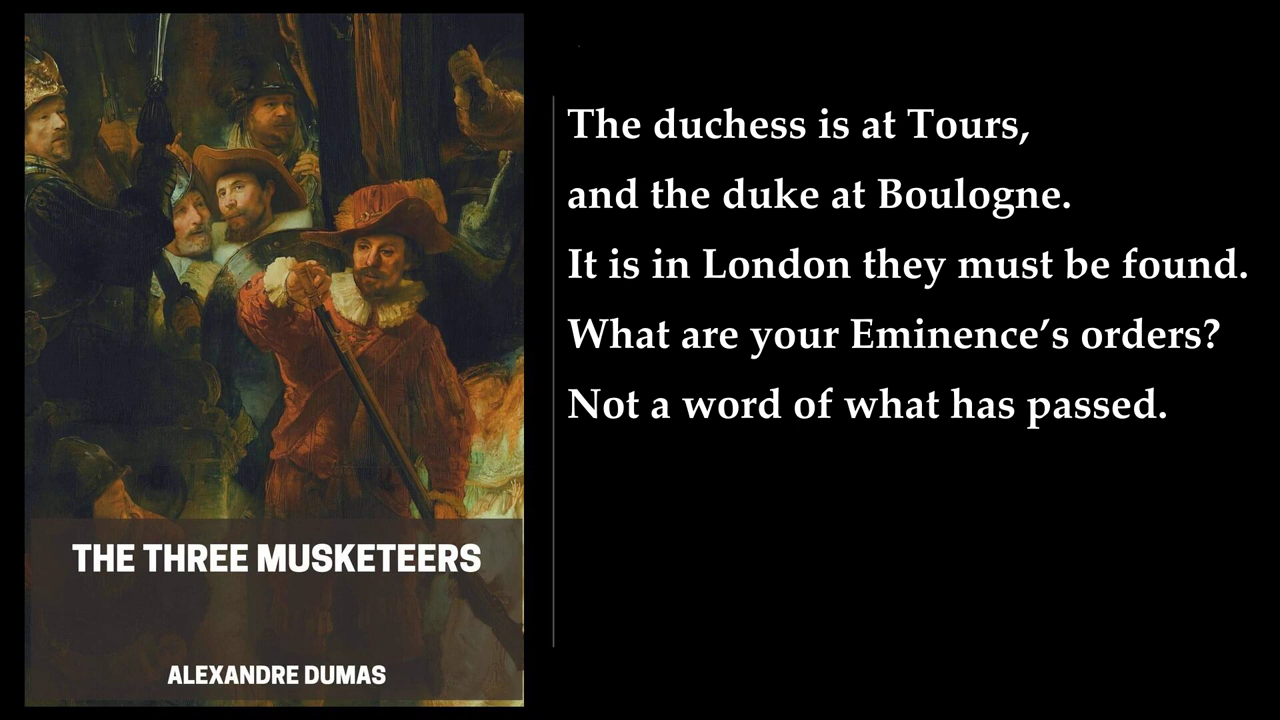 The duchess is at Tours,
and the duke at Boulogne.
It is in London they must be found.
What are your Eminence’s orders?
Not a word of what has passed.
THE THREE MUSKETEERS
ALEXANDRE DUMAS